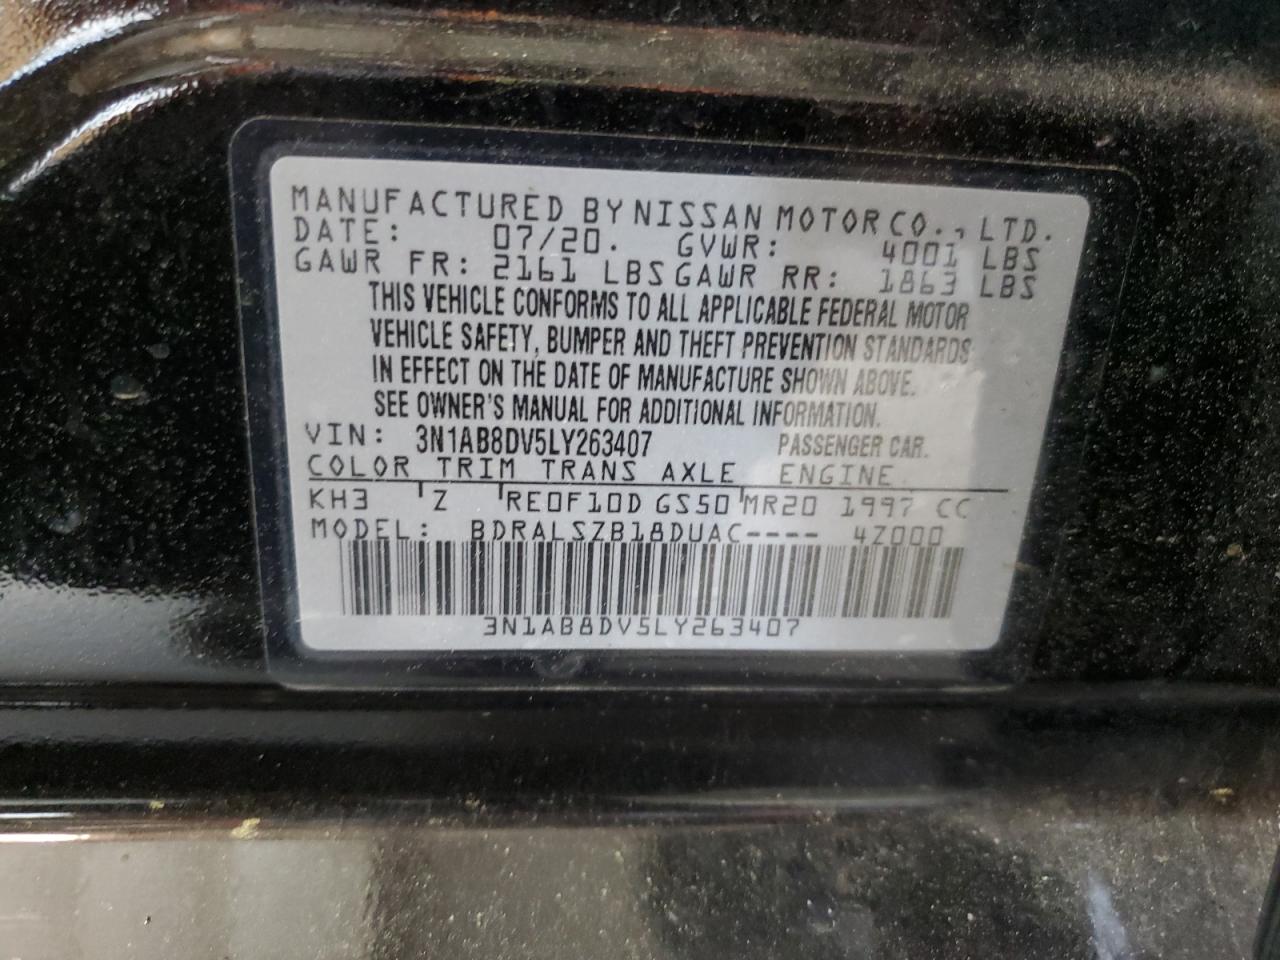 MANUFACTURED BY NISSAN MOTOR CO., LTD.
DATE: 07/20. GVWR: 4001 LBS
GAWR FR: 2161 LBS GAWR RR: 1863 LBS
THIS VEHICLE CONFORMS TO ALL APPLICABLE FEDERAL MOTOR
VEHICLE SAFETY, BUMPER AND THEFT PREVENTION STANDARDS
IN EFFECT ON THE DATE OF MANUFACTURE SHOWN ABOVE.
SEE OWNER'S MANUAL FOR ADDITIONAL INFORMATION.
VIN: 3N1AB8DV5LY263407 PASSENGER CAR.
COLOR TRIM TRANS AXLE ENGINE
KH3 Z RE0F10D GS50 MR20 1997 CC
MODEL: BDRALSZB18DUAC---- 4Z000
3N1AB8DV5LY263407